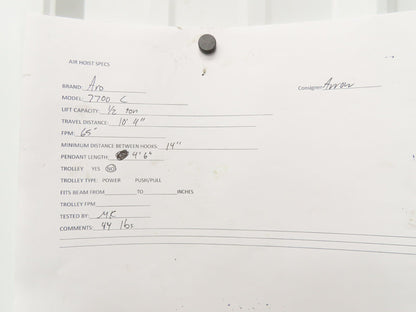 AIR HOIST SPECS
Consigner: Arrow
BRAND: Aro
MODEL: 7700 C
LIFT CAPACITY: 1/2 ton
TRAVEL DISTANCE: 10' 4"
FPM: 65"
MINIMUM DISTANCE BETWEEN HOOKS: 14"
PENDANT LENGTH: 4' 6"
TROLLEY YES NO
TROLLEY TYPE: POWER PUSH/PULL
FITS BEAM FROM TO INCHES
TROLLEY FPM
TESTED BY: MK
COMMENTS: 44 lbs